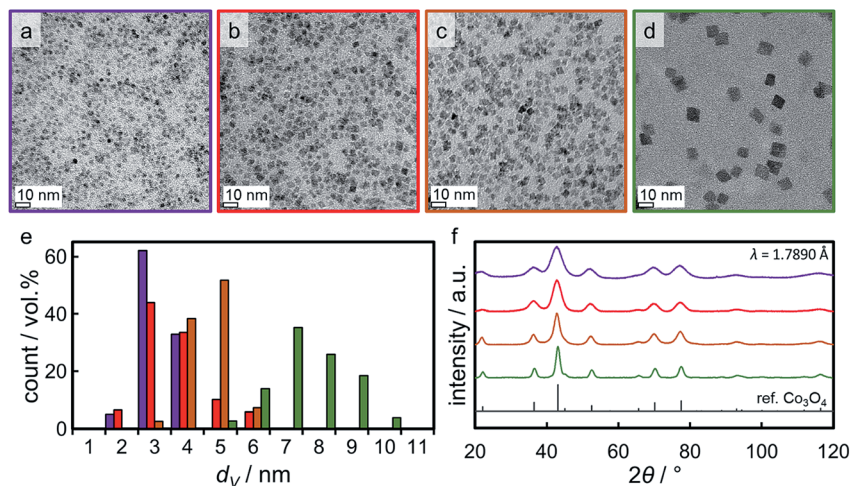 a
b
c
d
10 nm
10 nm
10 nm
10 nm
e
60
40
20
0
count / vol.%
1 2 3 4 5 6 7 8 9 10 11
d_V / nm
f
λ = 1.7890 Å
intensity / a.u.
ref. Co₃O₄
20 40 60 80 100 120
2θ / °